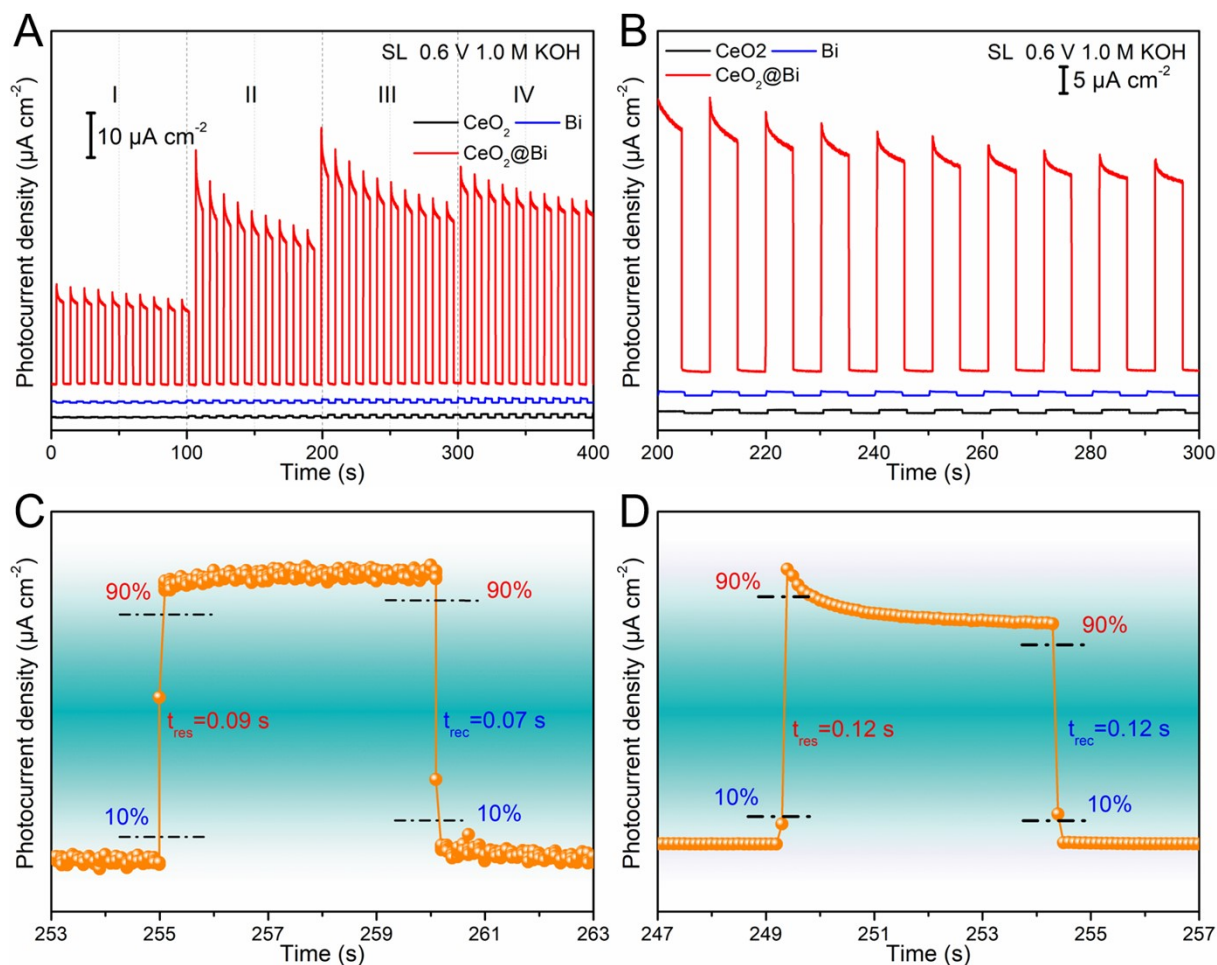 A
SL 0.6 V 1.0 M KOH
I II III IV
10 µA cm⁻²
CeO₂ Bi
CeO₂@Bi
Photocurrent density (µA cm⁻²)
0 100 200 300 400
Time (s)
B
CeO2 Bi
SL 0.6 V 1.0 M KOH
CeO₂@Bi
5 µA cm⁻²
Photocurrent density (µA cm⁻²)
200 220 240 260 280 300
Time (s)
C
90% 90%
t_res=0.09 s t_rec=0.07 s
10% 10%
Photocurrent density (µA cm⁻²)
253 255 257 259 261 263
Time (s)
D
90% 90%
t_res=0.12 s t_rec=0.12 s
10% 10%
Photocurrent density (µA cm⁻²)
247 249 251 254 255 257
Time (s)